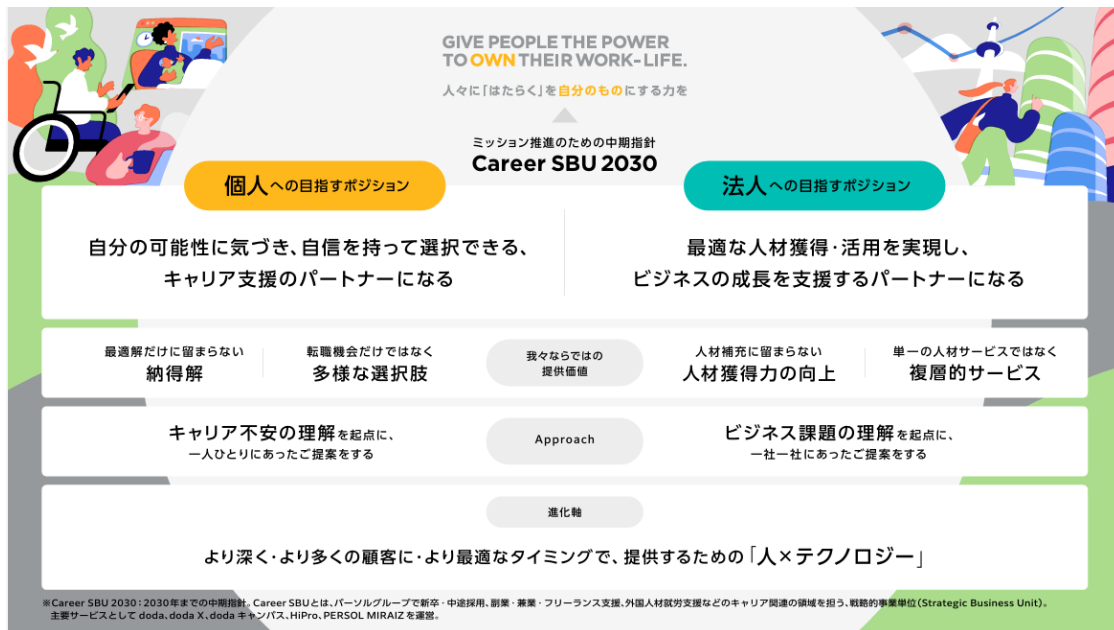 GIVE PEOPLE THE POWER
TO OWN THEIR WORK-LIFE.
人々に「はたらく」を自分のものにする力を
ミッション推進のための中期指針
Career SBU 2030
個人への目指すポジション
法人への目指すポジション
自分の可能性に気づき、自信を持って選択できる、
キャリア支援のパートナーになる
最適な人材獲得・活用を実現し、
ビジネスの成長を支援するパートナーになる
最適解だけに留まらない
納得解
転職機会だけではなく
多様な選択肢
我々ならではの
提供価値
人材補充に留まらない
人材獲得力の向上
単一の人材サービスではなく
複層的サービス
キャリア不安の理解を起点に、
一人ひとりにあったご提案をする
Approach
ビジネス課題の理解を起点に、
一社一社にあったご提案をする
進化軸
より深く・より多くの顧客に・より最適なタイミングで、提供するための「人×テクノロジー」
※Career SBU 2030：2030年までの中期指針。Career SBUとは、パーソルグループで新卒・中途採用、副業・兼業・フリーランス支援、外国人材就労支援などのキャリア関連の領域を担う、戦略的事業単位(Strategic Business Unit)。
主要サービスとして doda、doda X、doda キャンパス、HiPro、PERSOL MIRAIZ を運営。